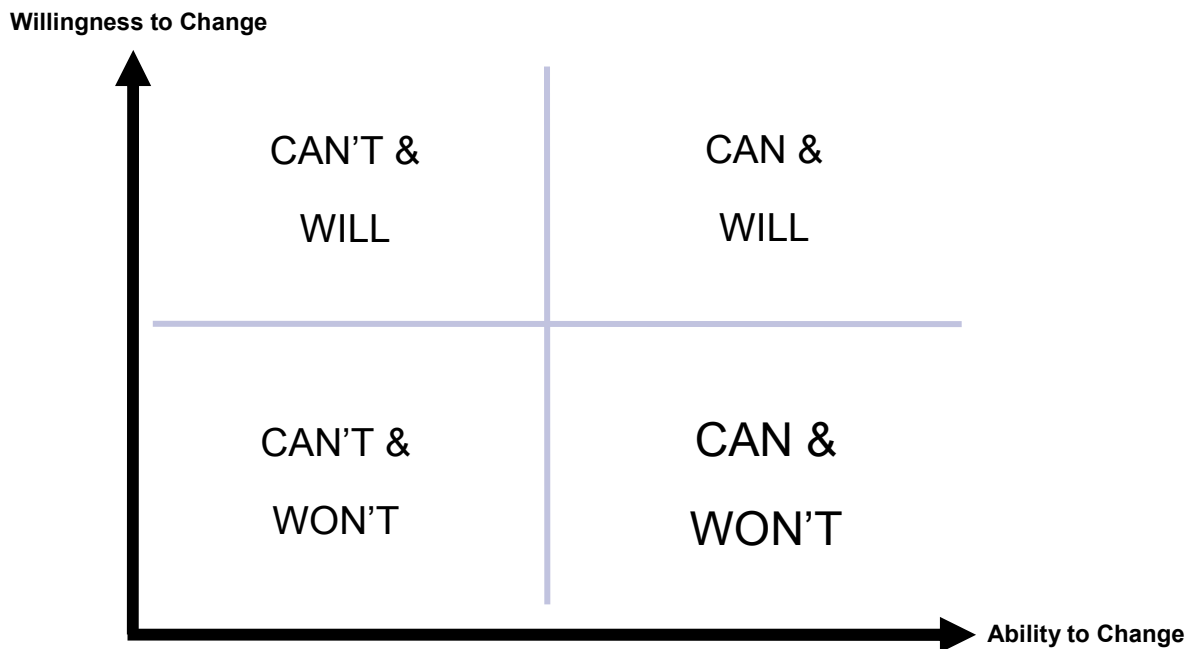 Willingness to Change
CAN’T &
WILL
CAN &
WILL
CAN’T &
WON’T
CAN &
WON’T
Ability to Change